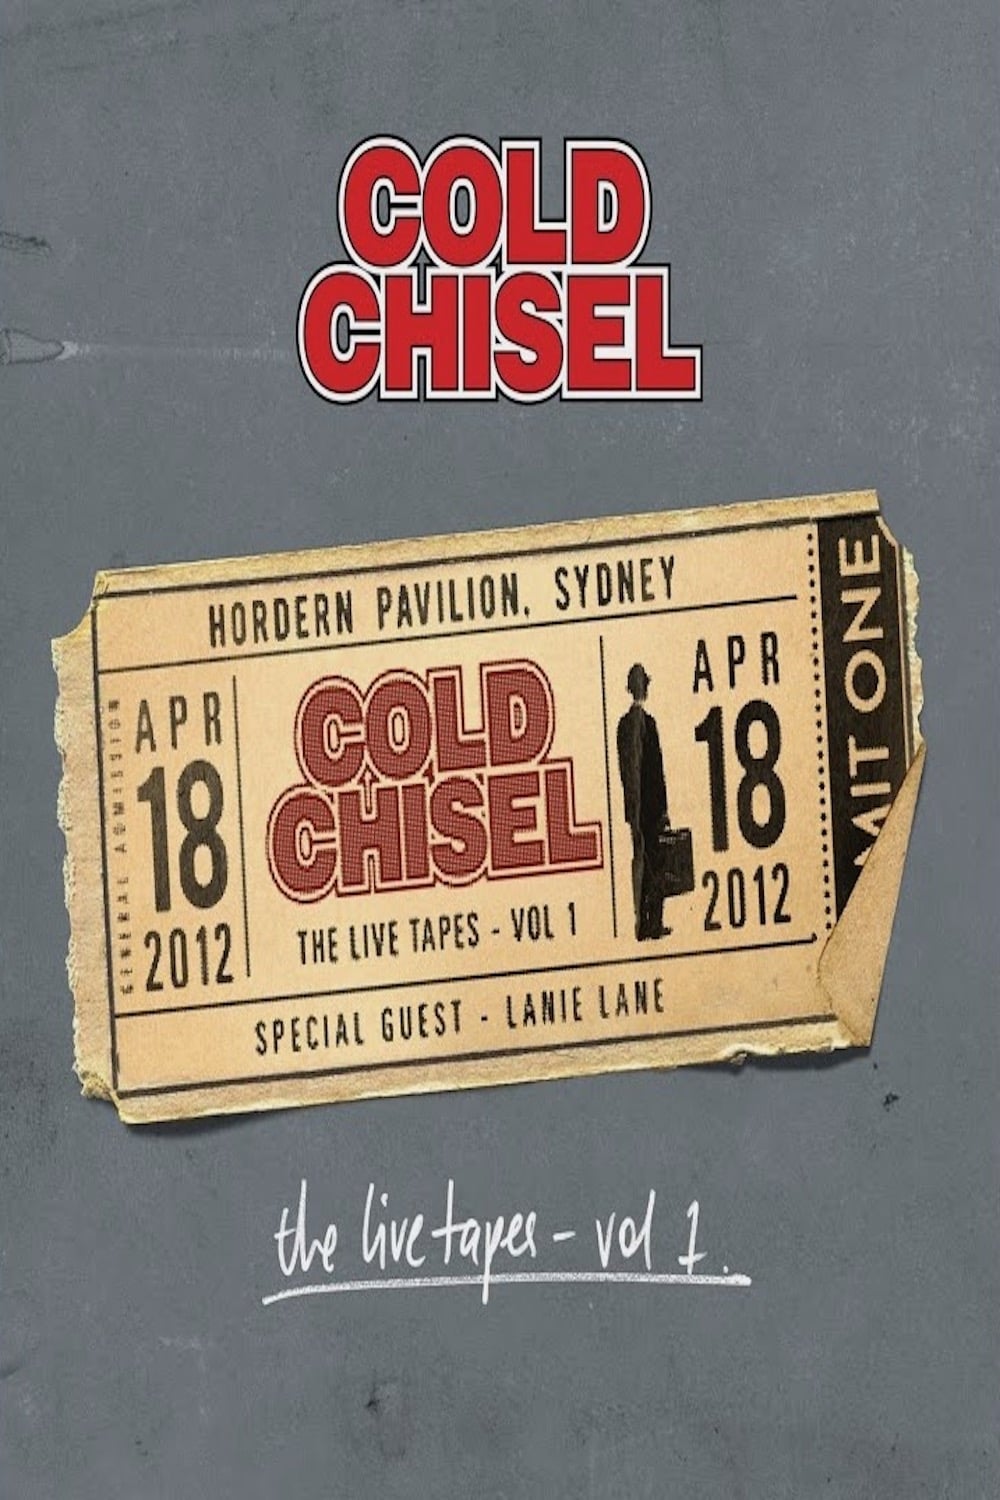 COLD
CHISEL
HORDERN PAVILION, SYDNEY
GENERAL ADMISSION
APR
18
2012
COLD
CHISEL
THE LIVE TAPES - VOL 1
APR
18
2012
MIT ONE
SPECIAL GUEST - LANIE LANE
the live tapes - vol 1.